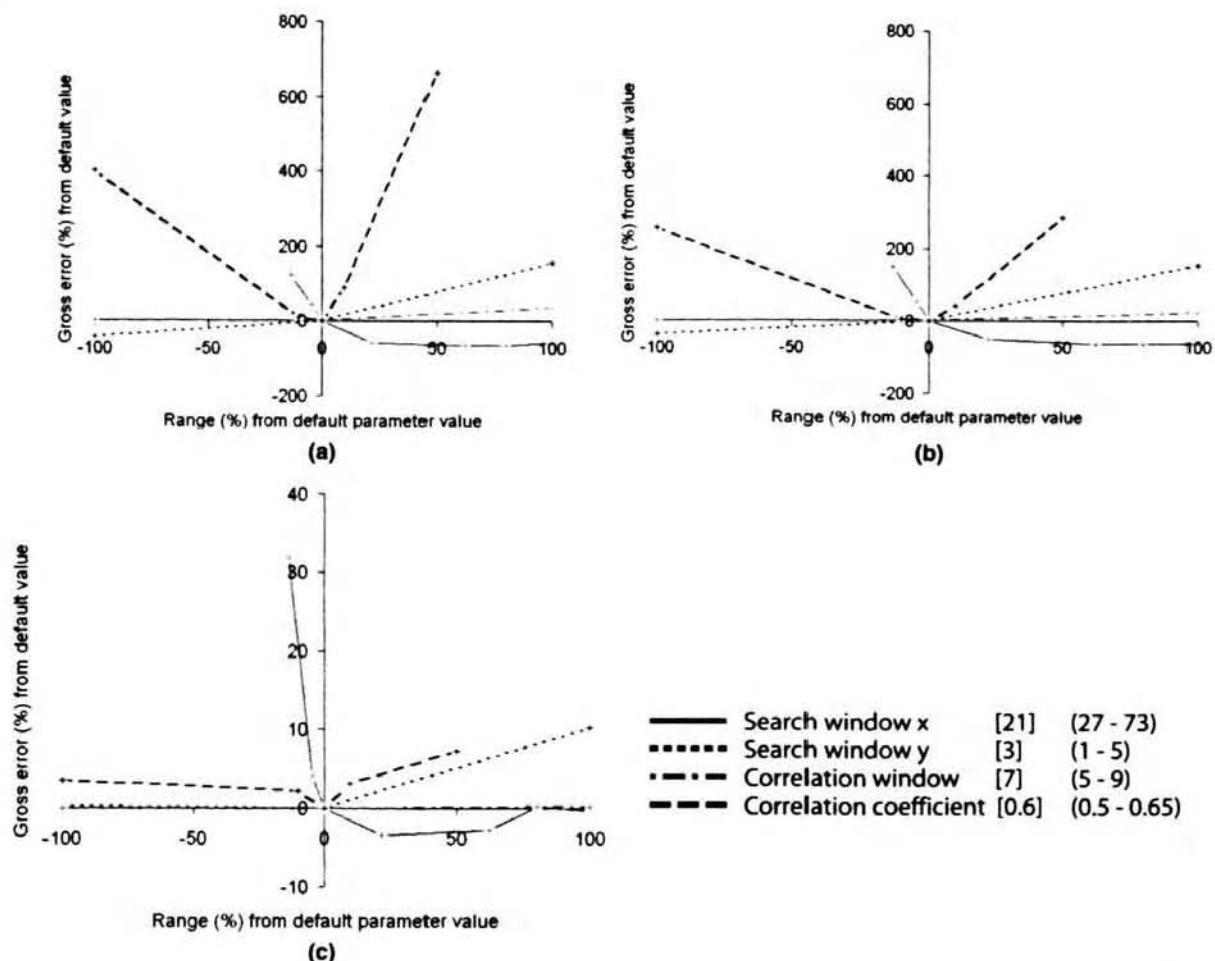 800
600
400
200
0
-200
-100
-50
0
50
100
Gross error (%) from default value
Range (%) from default parameter value
(a)
800
600
400
200
0
-200
-100
-50
0
50
100
Gross error (%) from default value
Range (%) from default parameter value
(b)
40
30
20
10
0
-10
-100
-50
0
50
100
Gross error (%) from default value
Range (%) from default parameter value
(c)
Search window x [21] (27 - 73)
Search window y [3] (1 - 5)
Correlation window [7] (5 - 9)
Correlation coefficient [0.6] (0.5 - 0.65)